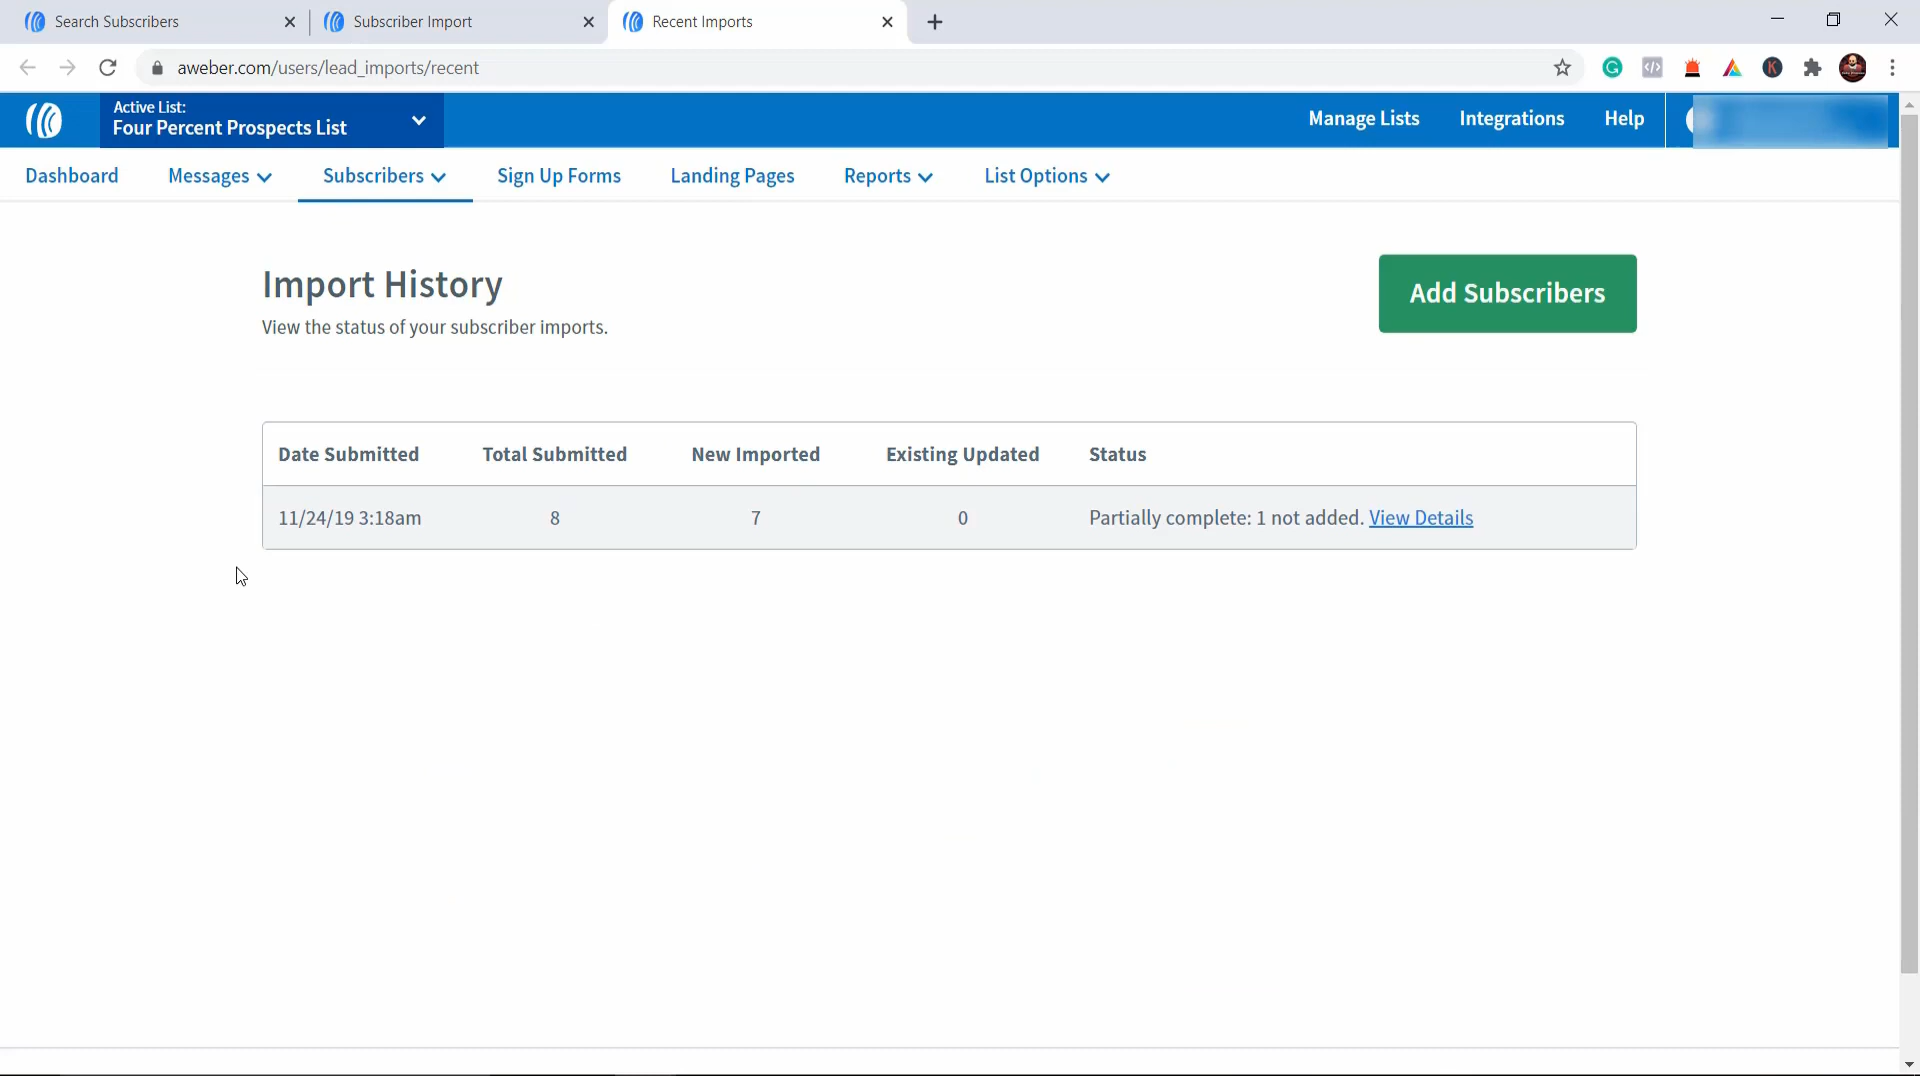 Search Subscribers
Subscriber Import
Recent Imports
aweber.com/users/lead_imports/recent
Active List:
Four Percent Prospects List
Manage Lists
Integrations
Help
Dashboard
Messages
Subscribers
Sign Up Forms
Landing Pages
Reports
List Options
Import History
View the status of your subscriber imports.
Add Subscribers
Date Submitted Total Submitted New Imported Existing Updated Status
11/24/19 3:18am 8 7 0 Partially complete: 1 not added. View Details